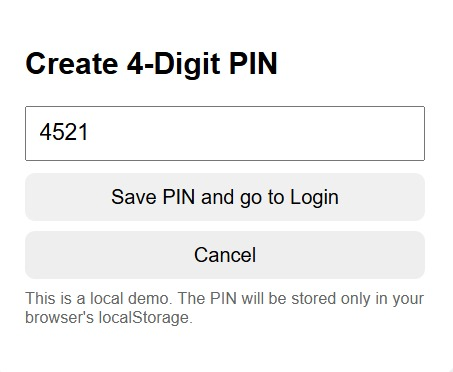 Create 4-Digit PIN
4521
Save PIN and go to Login
Cancel
This is a local demo. The PIN will be stored only in your
browser's localStorage.